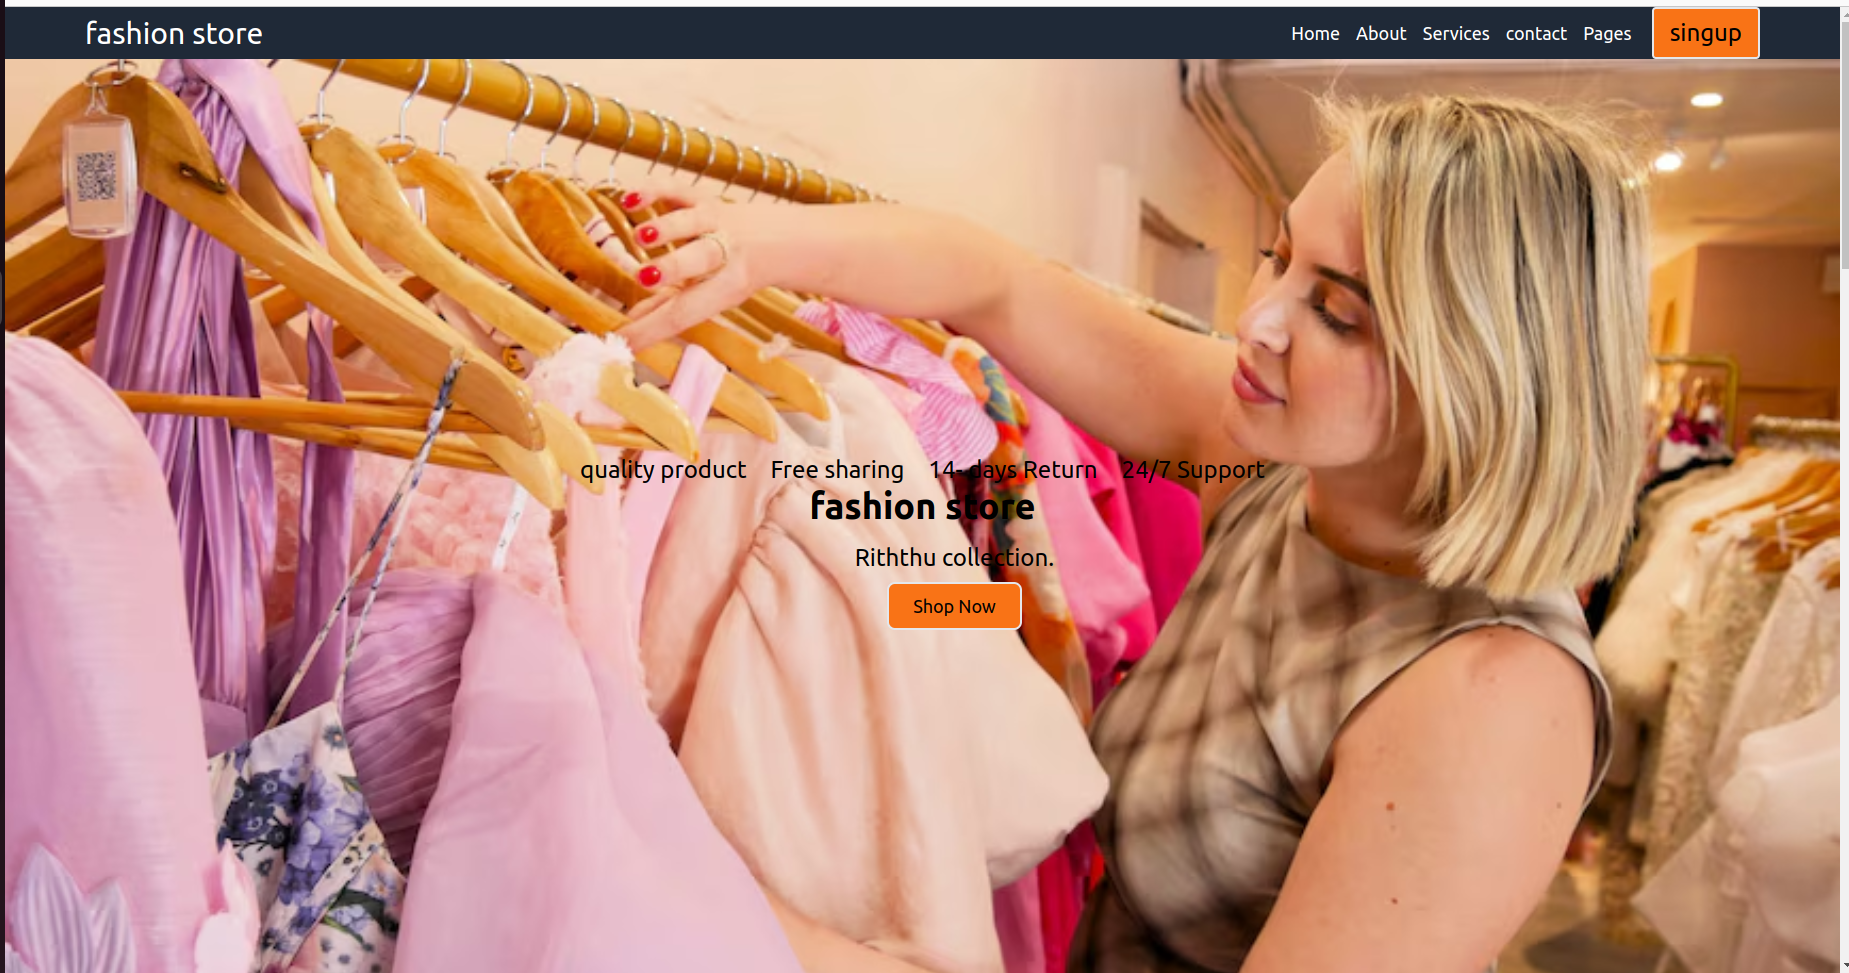 fashion store
Home About Services contact Pages singup
quality product Free sharing 14- days Return 24/7 Support
fashion store
Riththu collection.
Shop Now